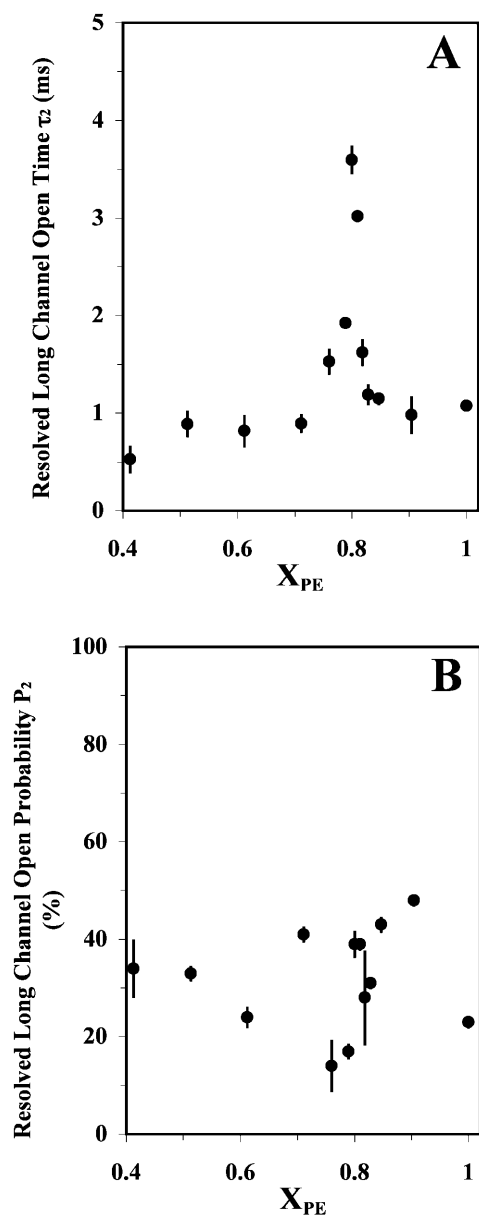 A
Resolved Long Channel Open Time τ₂ (ms)
5
4
3
2
1
0
0.4 0.6 0.8 1
X_PE
B
Resolved Long Channel Open Probability P₂
(%)
100
80
60
40
20
0
0.4 0.6 0.8 1
X_PE